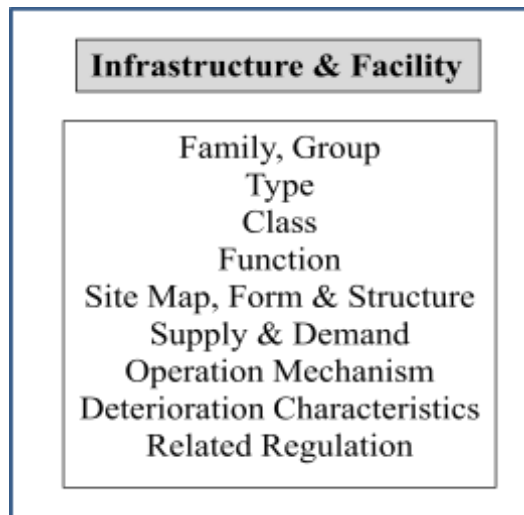 Infrastructure & Facility
Family, Group
Type
Class
Function
Site Map, Form & Structure
Supply & Demand
Operation Mechanism
Deterioration Characteristics
Related Regulation